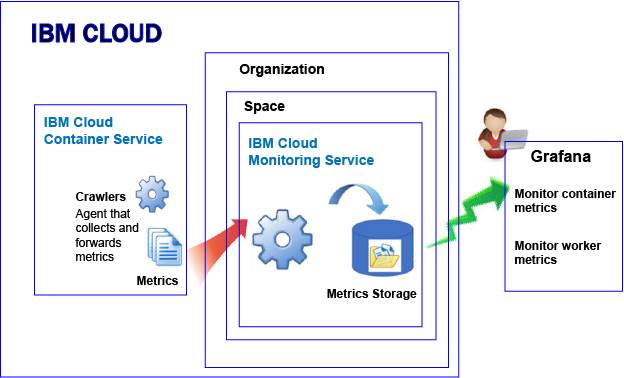 IBM CLOUD
Organization
Space
IBM Cloud
Container Service
Crawlers
Agent that
collects and
forwards
metrics
Metrics
IBM Cloud
Monitoring Service
Metrics Storage
Grafana
Monitor container
metrics
Monitor worker
metrics